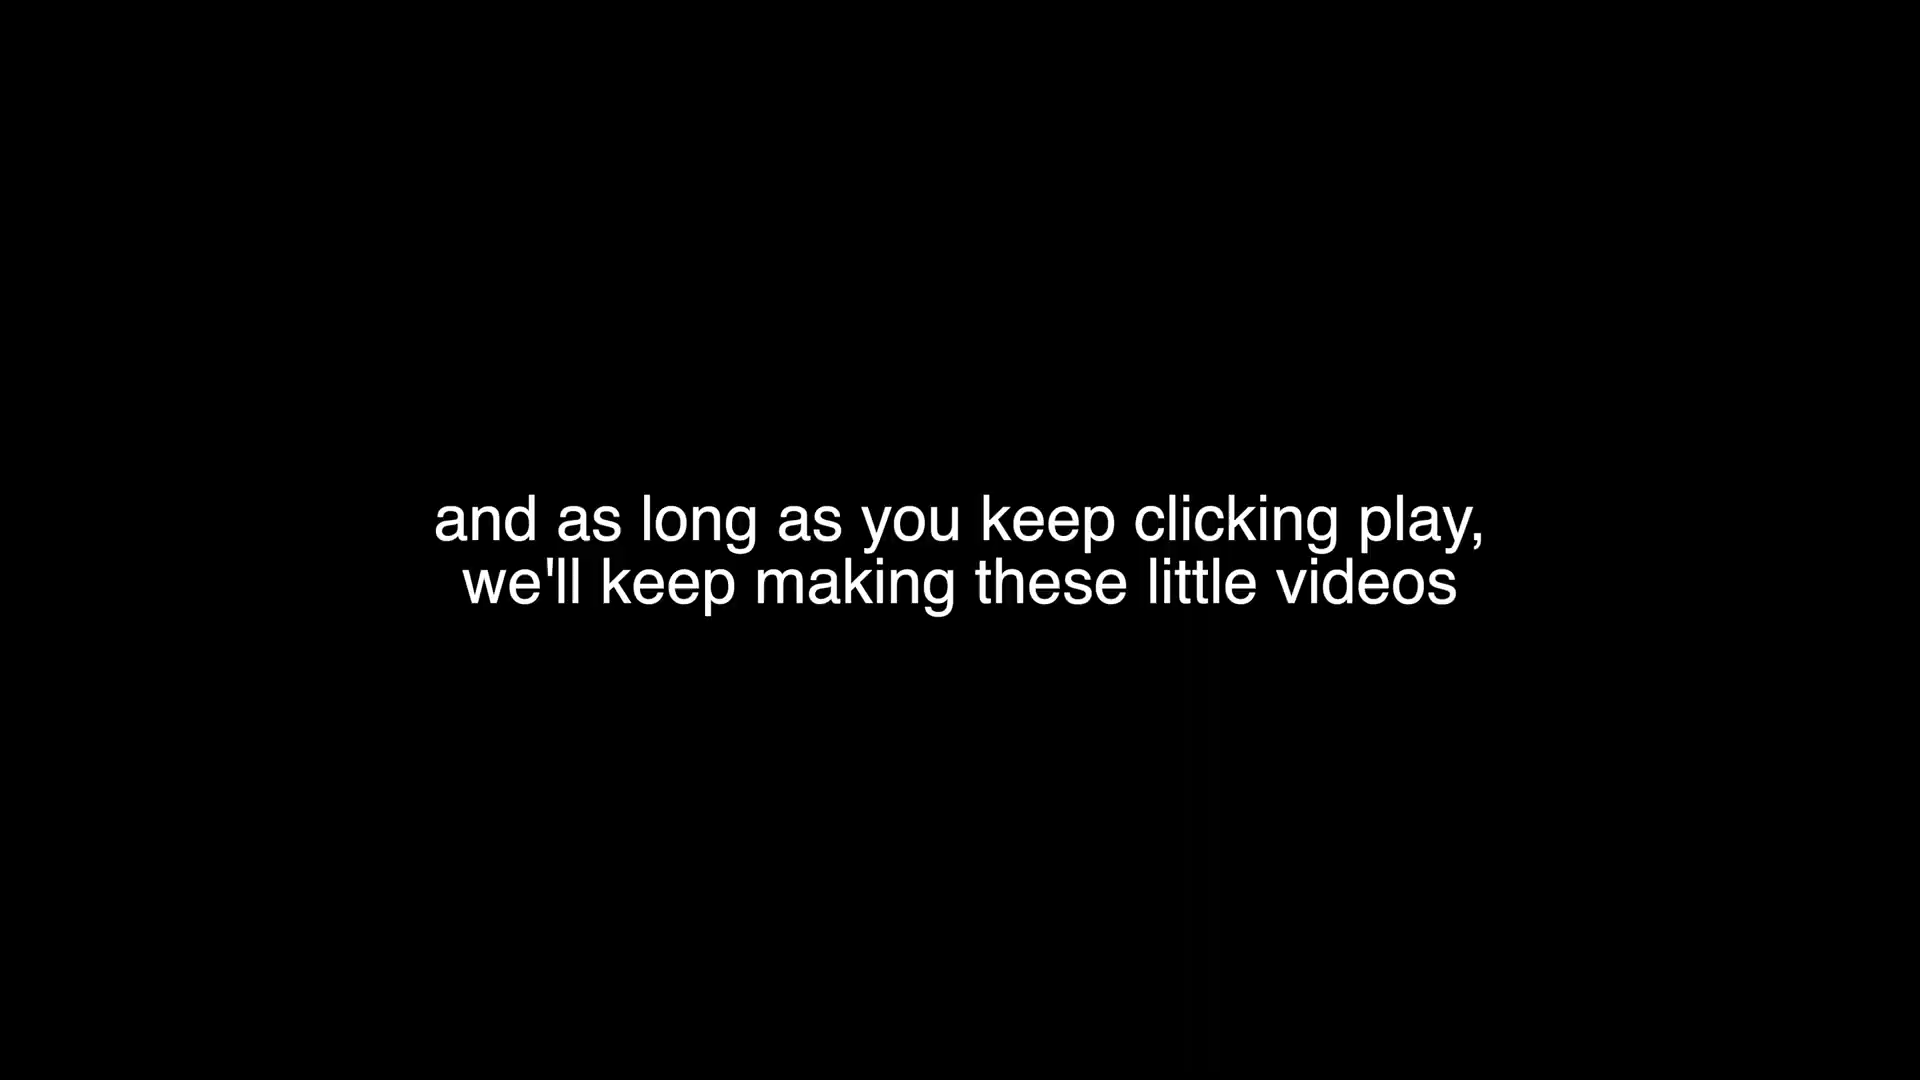 and as long as you keep clicking play,
we'll keep making these little videos